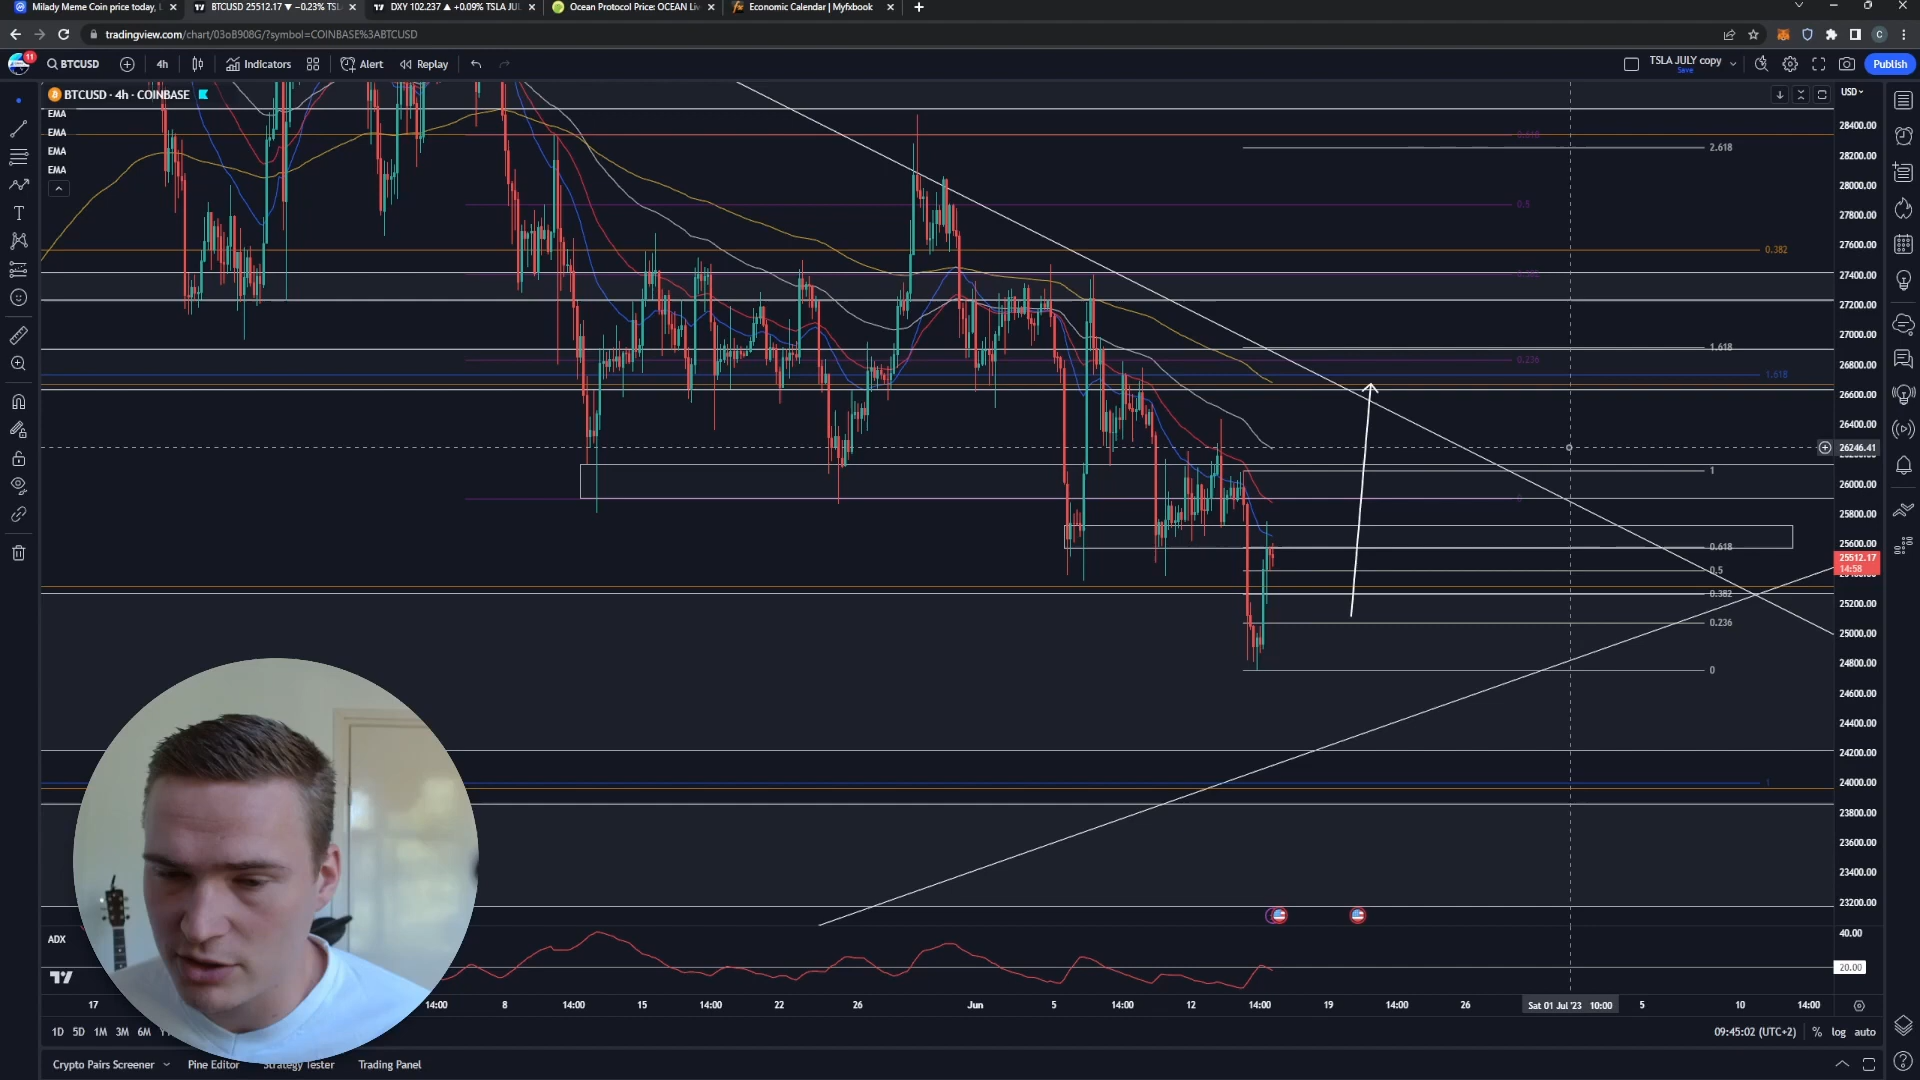 Milady Meme Coin price today,
BTCUSD 25512.17 ▼ −0.23% TSL
DXY 102.237 ▲ +0.09% TSLA JUL
Ocean Protocol Price: OCEAN Liv
Economic Calendar | Myfxbook
tradingview.com/chart/03oB908G/?symbol=COINBASE%3ABTCUSD
C
11
BTCUSD
4h
Indicators
Alert
Replay
TSLA JULY copy
Save
Publish
BTCUSD · 4h · COINBASE
USD
EMA
EMA
EMA
EMA
28400.00
28200.00
28000.00
27800.00
27600.00
27400.00
27200.00
27000.00
26800.00
26600.00
26400.00
26246.41
26000.00
25800.00
25600.00
25512.17
14:58
25200.00
25000.00
24800.00
24600.00
24400.00
24200.00
24000.00
23800.00
23600.00
23400.00
23200.00
2.618
0.5
0.382
1.618
0.236
1.618
1
0
0.618
0.5
0.382
0.236
0
1
ADX
40.00
20.00
17
14:00
8
14:00
15
14:00
22
26
Jun
5
14:00
12
14:00
19
14:00
26
Sat 01 Jul '23 10:00
5
10
14:00
1D 5D 1M 3M 6M
09:45:02 (UTC+2)
% log auto
Crypto Pairs Screener
Pine Editor
Strategy Tester
Trading Panel